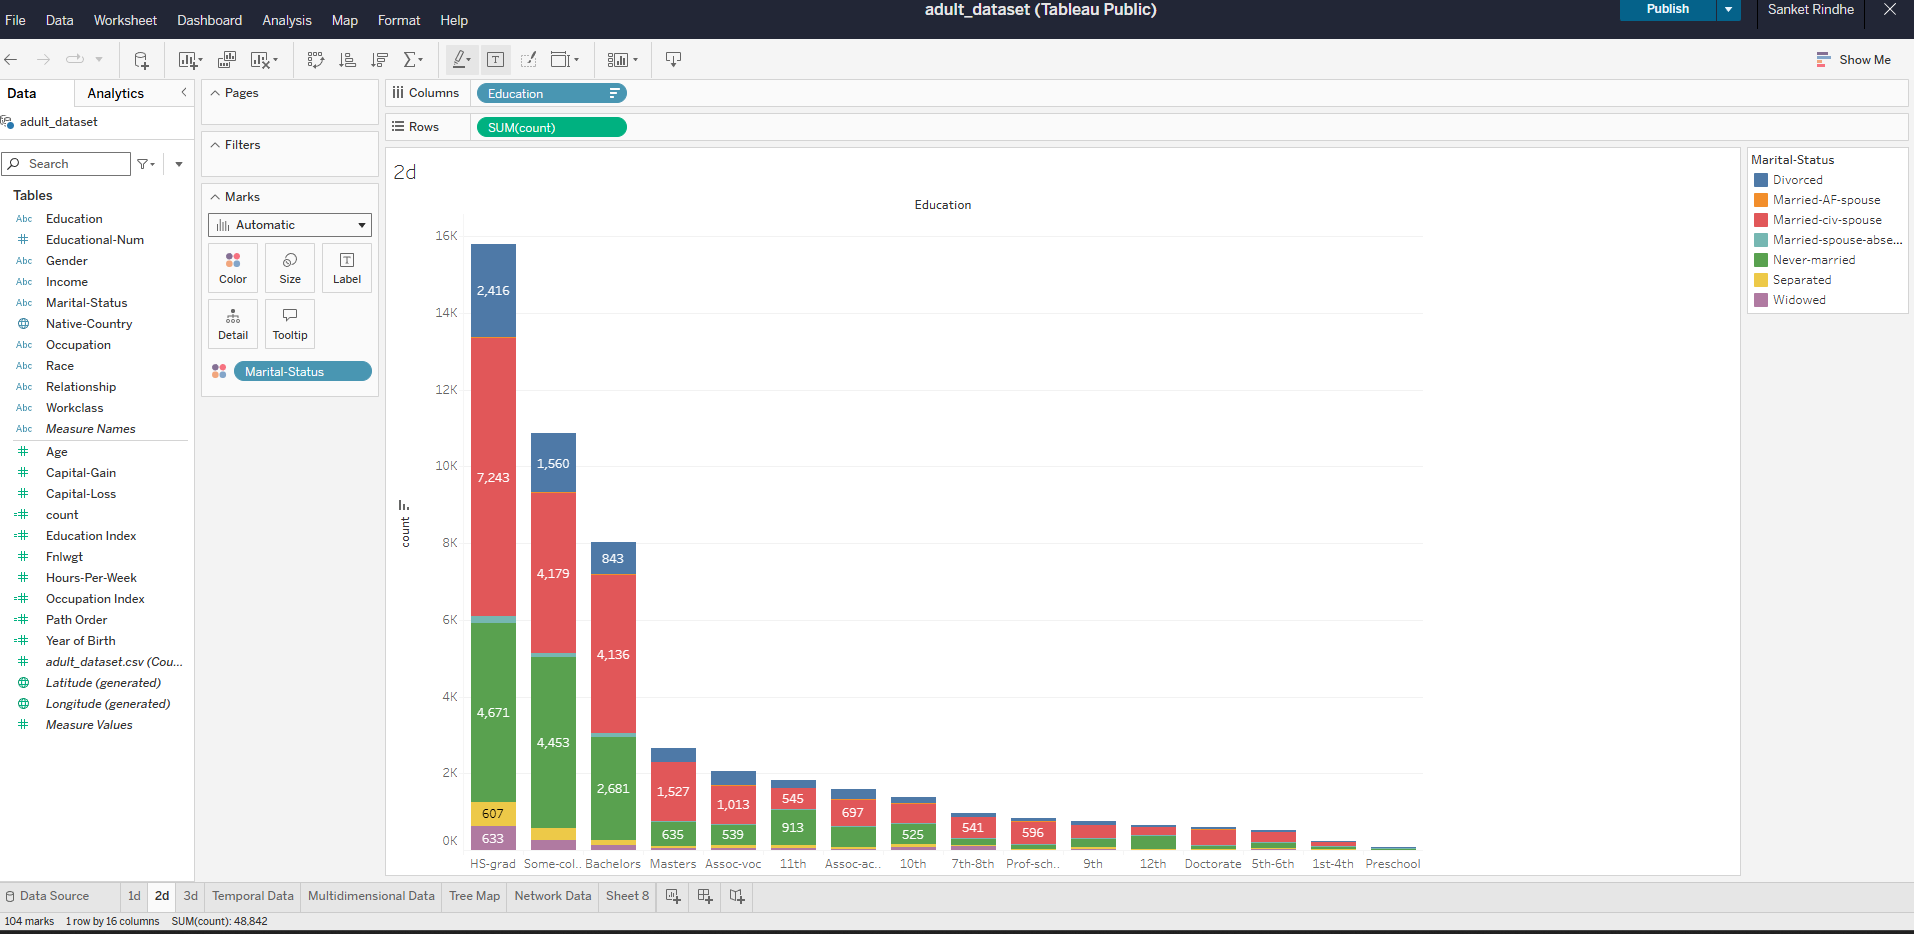 adult_dataset (Tableau Public)
File Data Worksheet Dashboard Analysis Map Format Help
Publish Sanket Rindhe
Show Me
Data Analytics
adult_dataset
Search
Tables
Abc Education
Educational-Num
Abc Gender
Abc Income
Abc Marital-Status
Native-Country
Abc Occupation
Abc Race
Abc Relationship
Abc Workclass
Abc Measure Names
Age
Capital-Gain
Capital-Loss
count
Education Index
Fnlwgt
Hours-Per-Week
Occupation Index
Path Order
Year of Birth
adult_dataset.csv (Cou...
Latitude (generated)
Longitude (generated)
Measure Values
Pages
Filters
Marks
Automatic
Color Size Label
Detail Tooltip
Marital-Status
Columns Education
Rows SUM(count)
2d
Education
count
16K
14K
12K
10K
8K
6K
4K
2K
0K
2,416
7,243
4,671
607
633
1,560
4,179
4,453
843
4,136
2,681
1,527
635
1,013
539
545
913
697
525
541
596
HS-grad Some-col.. Bachelors Masters Assoc-voc 11th Assoc-ac.. 10th 7th-8th Prof-sch.. 9th 12th Doctorate 5th-6th 1st-4th Preschool
Marital-Status
Divorced
Married-AF-spouse
Married-civ-spouse
Married-spouse-abse...
Never-married
Separated
Widowed
Data Source 1d 2d 3d Temporal Data Multidimensional Data Tree Map Network Data Sheet 8
104 marks 1 row by 16 columns SUM(count): 48,842